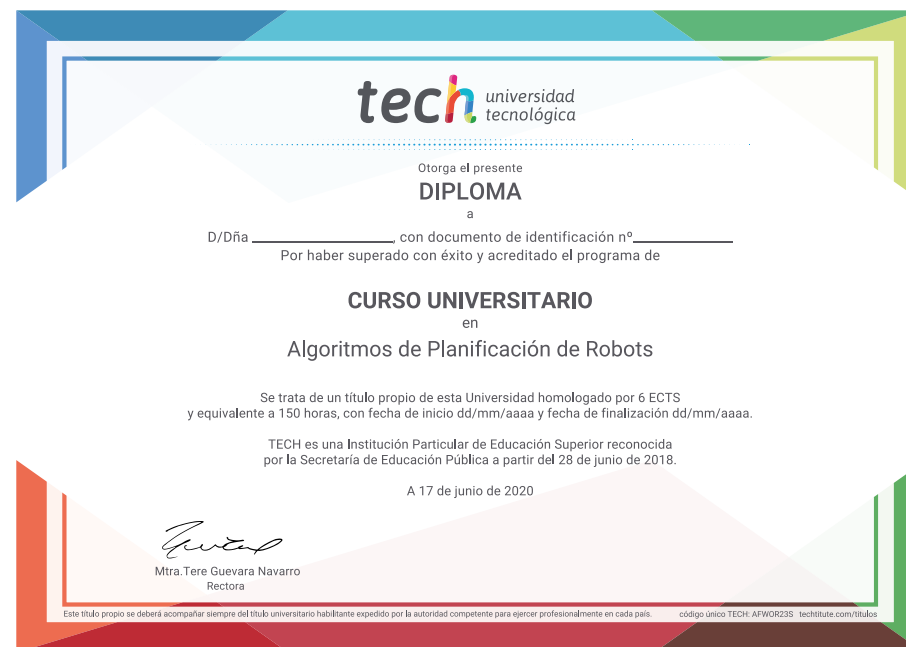 tech universidad
tecnológica
Otorga el presente
DIPLOMA
a
D/Dña ____________________, con documento de identificación nº______________
Por haber superado con éxito y acreditado el programa de
CURSO UNIVERSITARIO
en
Algoritmos de Planificación de Robots
Se trata de un título propio de esta Universidad homologado por 6 ECTS
y equivalente a 150 horas, con fecha de inicio dd/mm/aaaa y fecha de finalización dd/mm/aaaa.
TECH es una Institución Particular de Educación Superior reconocida
por la Secretaría de Educación Pública a partir del 28 de junio de 2018.
A 17 de junio de 2020
Mtra.Tere Guevara Navarro
Rectora
Este título propio se deberá acompañar siempre del título universitario habilitante expedido por la autoridad competente para ejercer profesionalmente en cada país. código único TECH: AFWOR23S techtitute.com/títulos